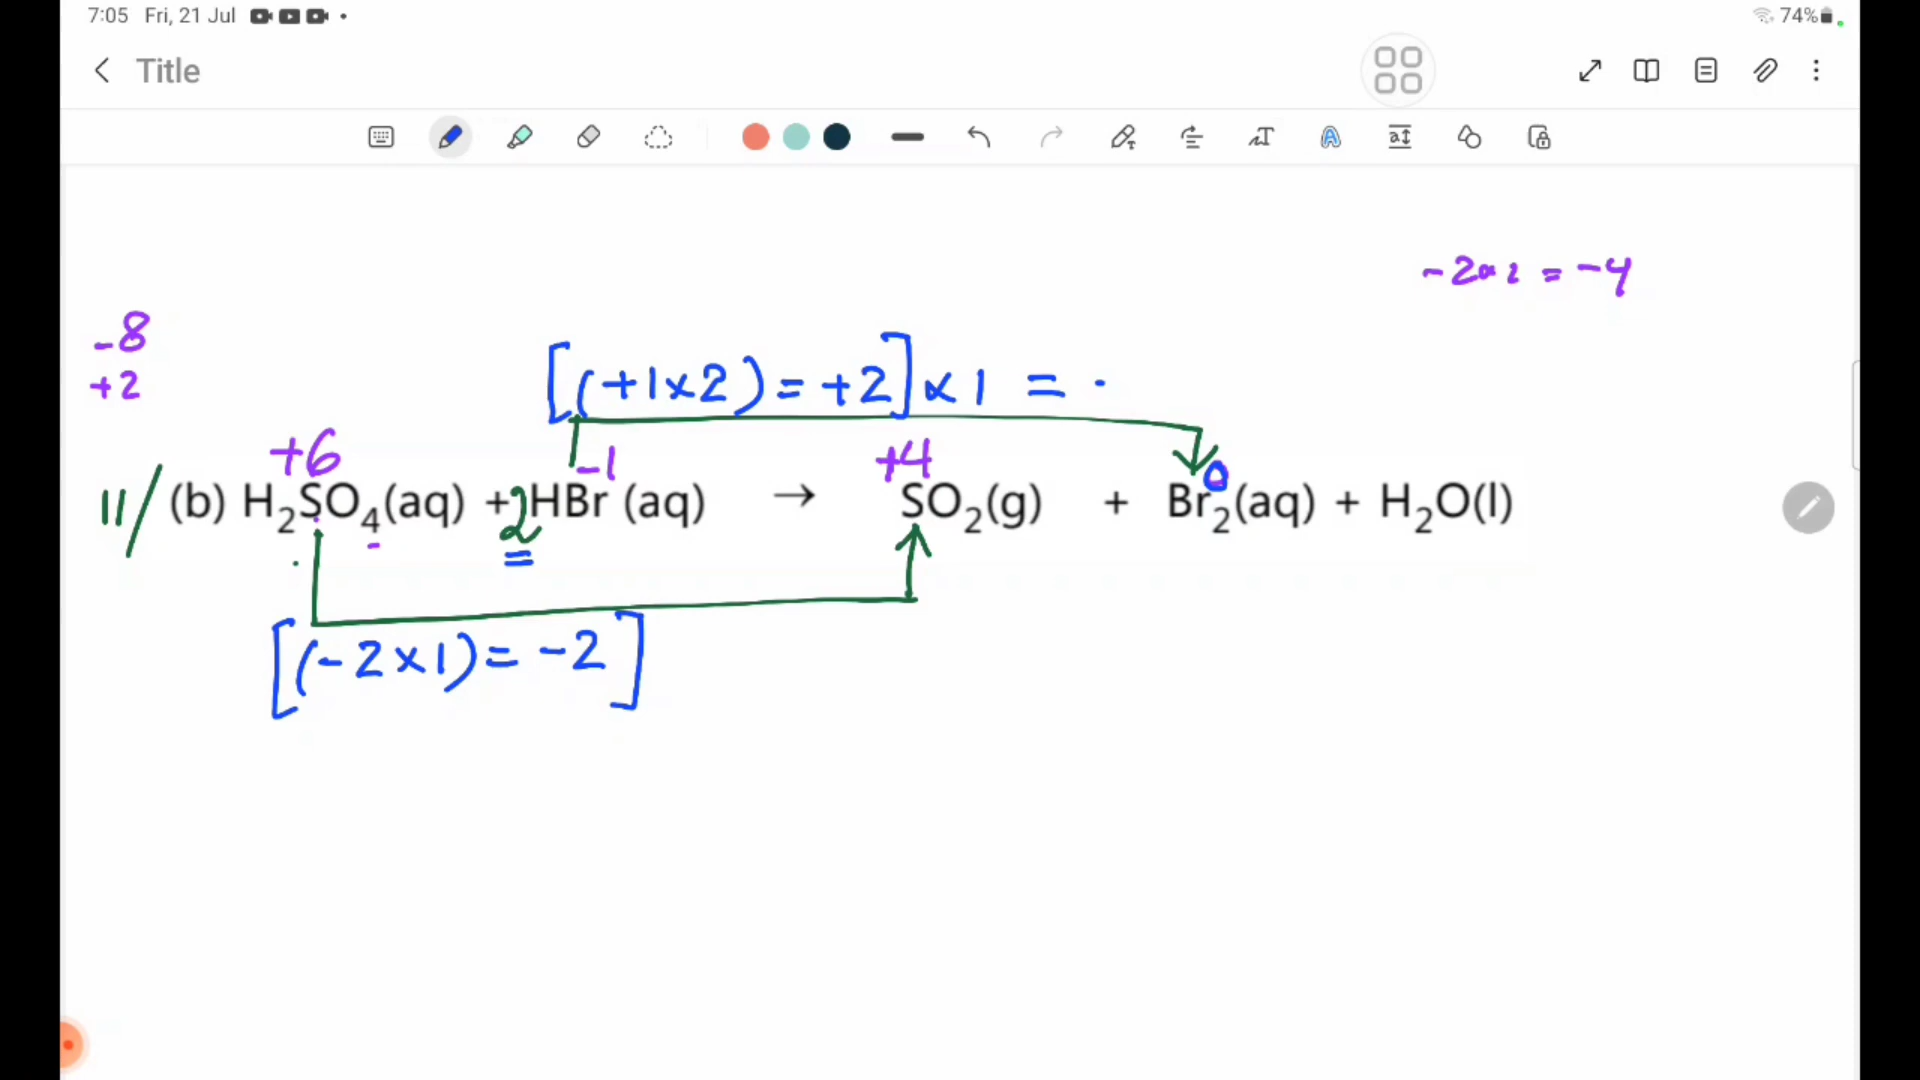 7:05 Fri, 21 Jul 74%
Title
-2×2 = -4
-8
+2
[(+1×2)=+2]×1 =
+6 -1 +4 0
11/ (b) H₂SO₄(aq) + 2HBr (aq) → SO₂(g) + Br₂(aq) + H₂O(l)
[(-2×1)= -2]